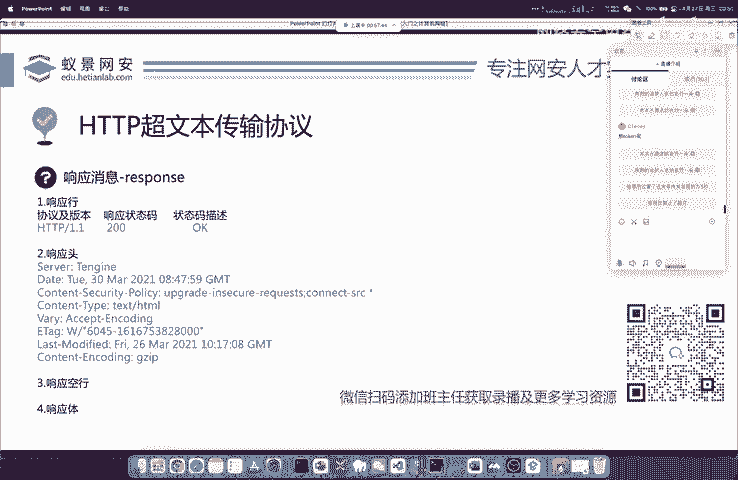 PowerPoint
蚁景网安
edu.hetianlab.com
专注网安人才
HTTP超文本传输协议
响应消息-response
1.响应行
协议及版本 响应状态码 状态码描述
HTTP/1.1 200 OK
2.响应头
Server: Tengine
Date: Tue, 30 Mar 2021 08:47:59 GMT
Content-Security-Policy: upgrade-insecure-requests;connect-src *
Content-Type: text/html
Vary: Accept-Encoding
ETag: W/"6045-1616753828000"
Last-Modified: Fri, 26 Mar 2021 10:17:08 GMT
Content-Encoding: gzip
3.响应空行
4.响应体
微信扫码添加班主任获取录播及更多学习资源
讨论区